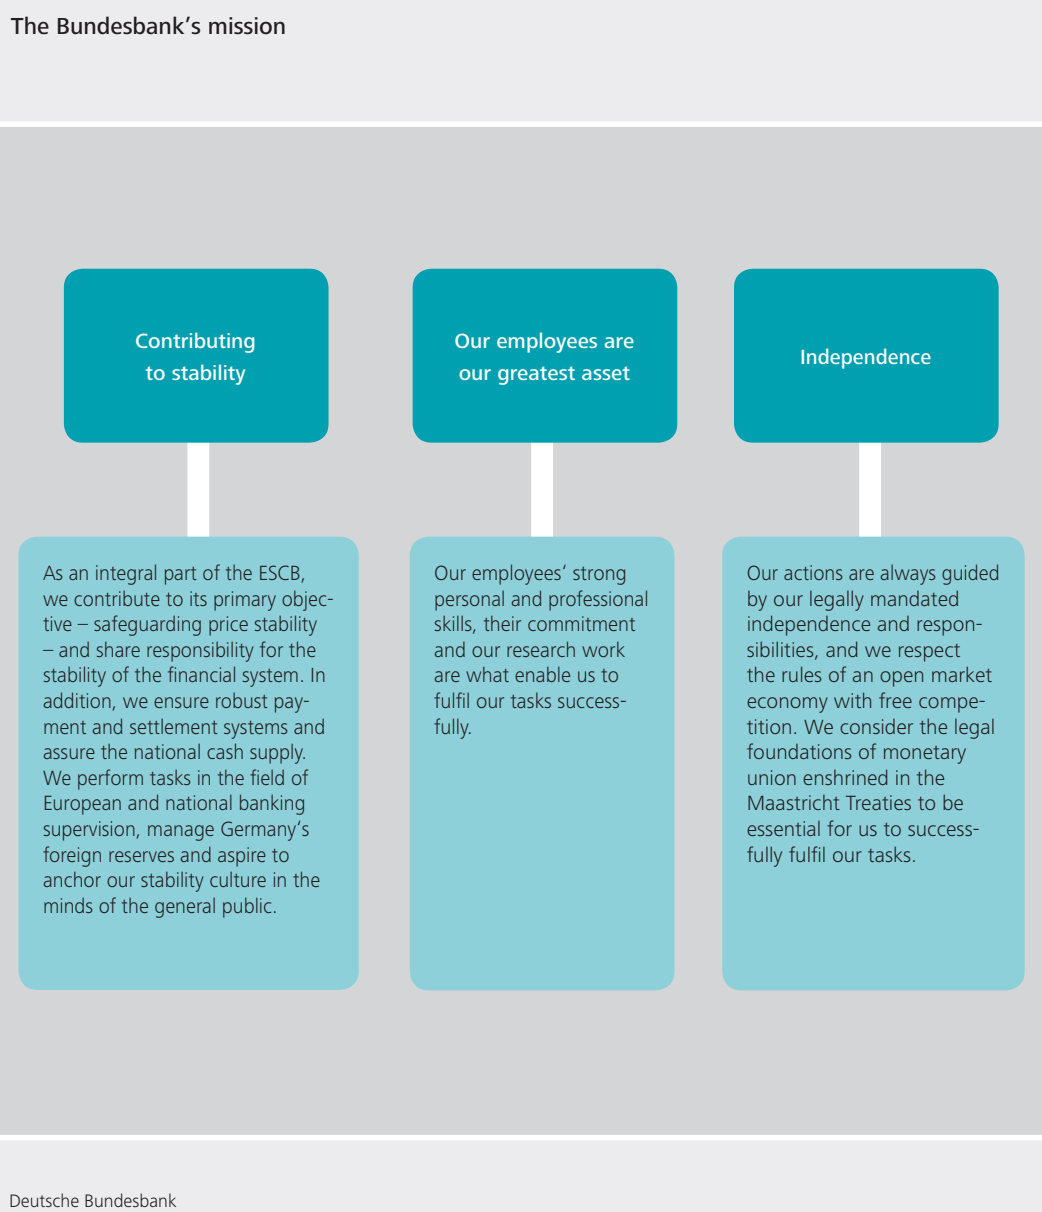 The Bundesbank’s mission
Contributing
to stability
As an integral part of the ESCB,
we contribute to its primary objec-
tive – safeguarding price stability
– and share responsibility for the
stability of the financial system. In
addition, we ensure robust pay-
ment and settlement systems and
assure the national cash supply.
We perform tasks in the field of
European and national banking
supervision, manage Germany’s
foreign reserves and aspire to
anchor our stability culture in the
minds of the general public.
Our employees are
our greatest asset
Our employees‘ strong
personal and professional
skills, their commitment
and our research work
are what enable us to
fulfil our tasks success-
fully.
Independence
Our actions are always guided
by our legally mandated
independence and respon-
sibilities, and we respect
the rules of an open market
economy with free compe-
tition. We consider the legal
foundations of monetary
union enshrined in the
Maastricht Treaties to be
essential for us to success-
fully fulfil our tasks.
Deutsche Bundesbank